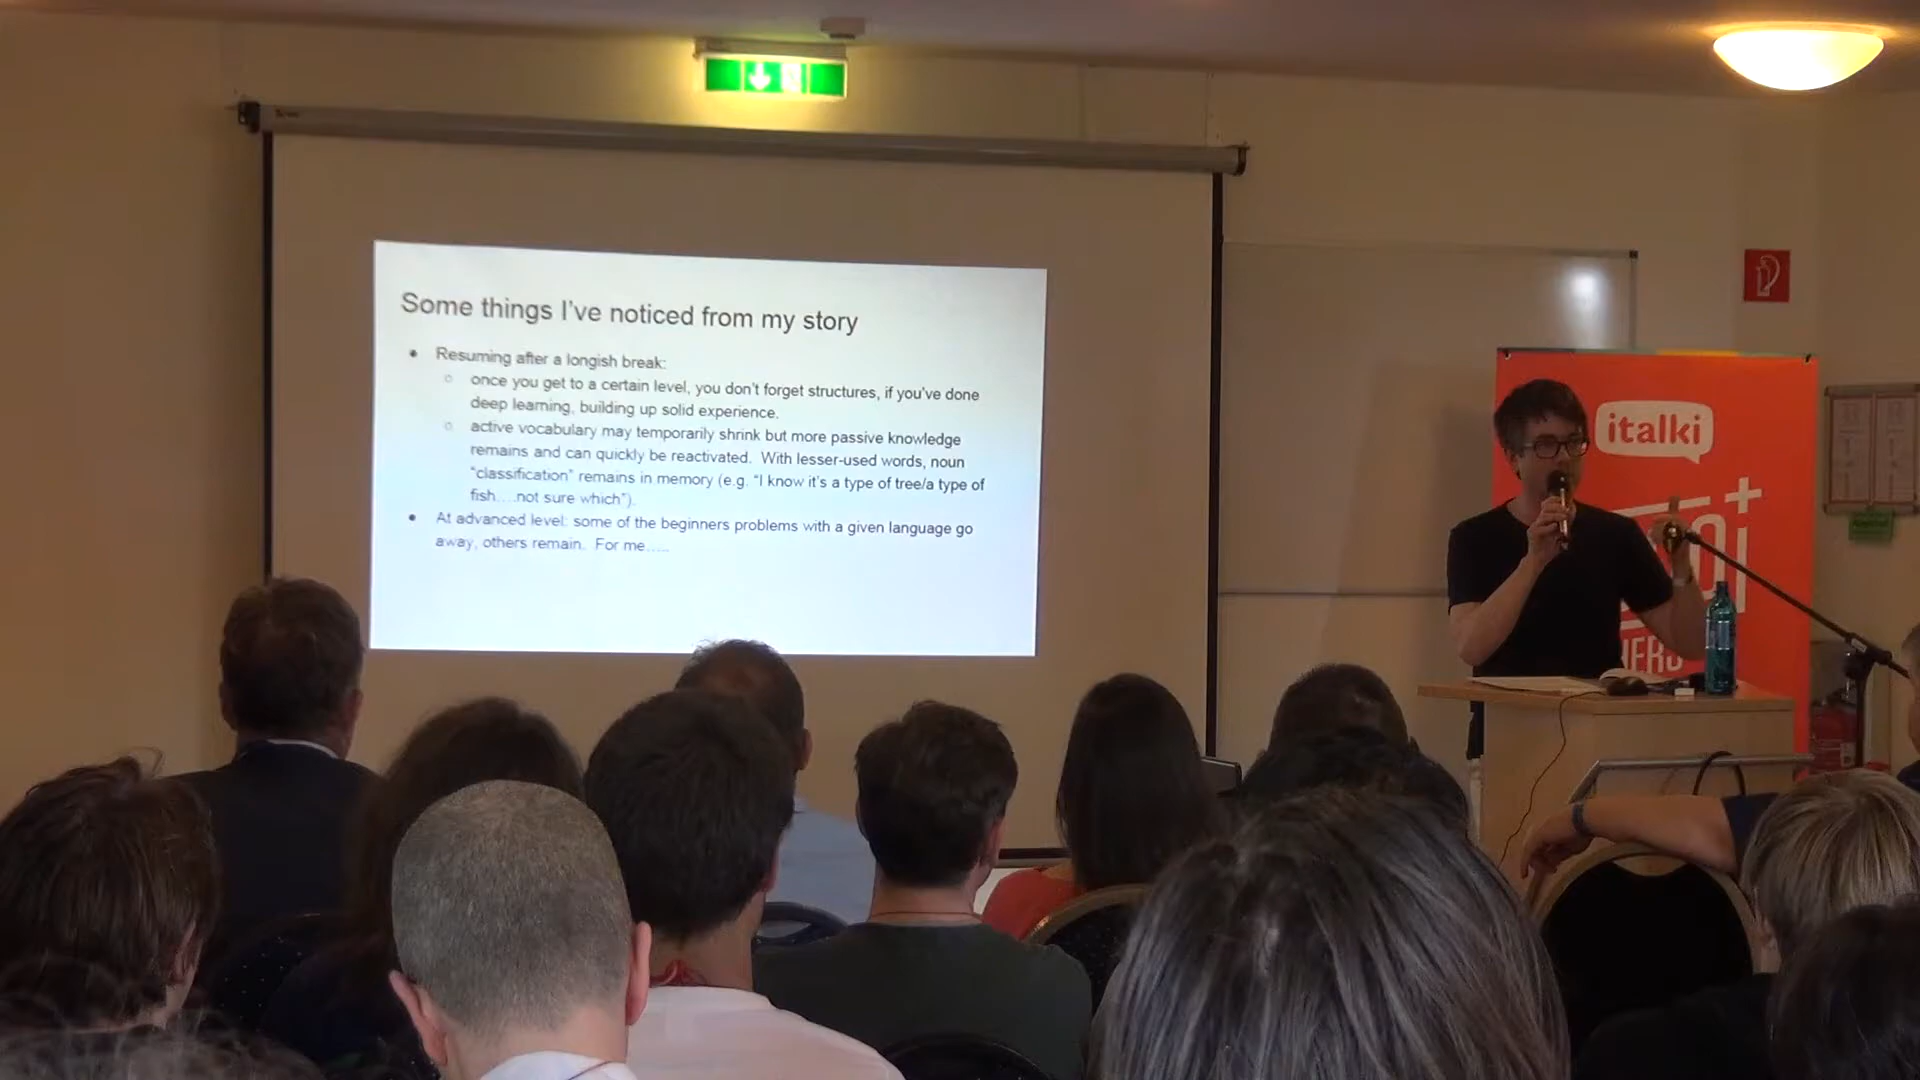 Some things I've noticed from my story
● Resuming after a longish break:
○ once you get to a certain level, you don't forget structures, if you've done
deep learning, building up solid experience.
○ active vocabulary may temporarily shrink but more passive knowledge
remains and can quickly be reactivated. With lesser-used words, noun
"classification" remains in memory (e.g. "I know it's a type of tree/a type of
fish....not sure which").
● At advanced level: some of the beginners problems with a given language go
away, others remain. For me.....
italki